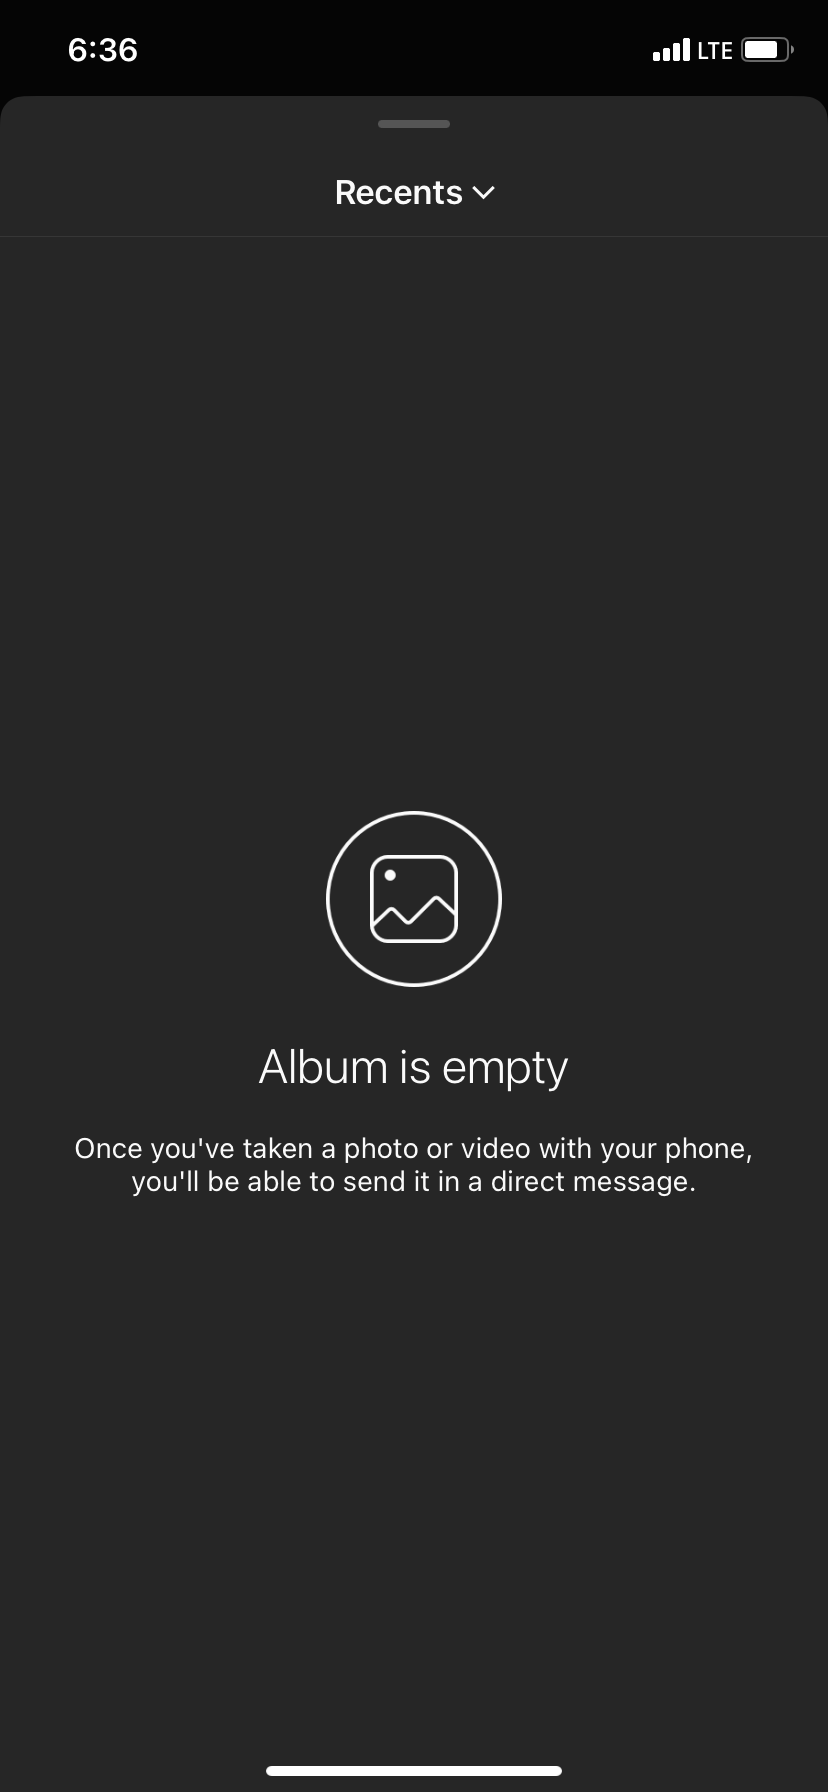 6:36
LTE
Recents
Album is empty
Once you've taken a photo or video with your phone,
you'll be able to send it in a direct message.